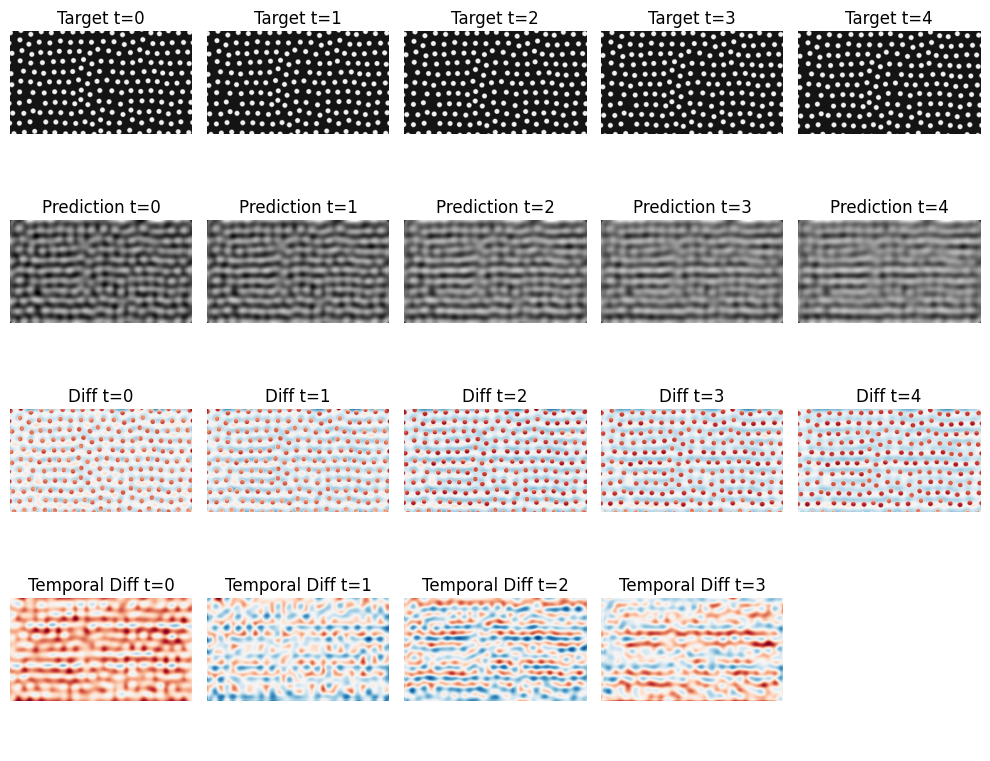 Target t=0 Target t=1 Target t=2 Target t=3 Target t=4
Prediction t=0 Prediction t=1 Prediction t=2 Prediction t=3 Prediction t=4
Diff t=0 Diff t=1 Diff t=2 Diff t=3 Diff t=4
Temporal Diff t=0 Temporal Diff t=1 Temporal Diff t=2 Temporal Diff t=3